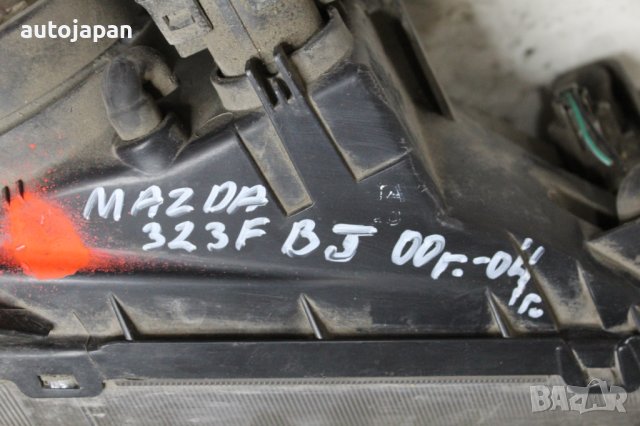 autojapan
MAZDA
323F BJ 00г.-04г.
BAZAR